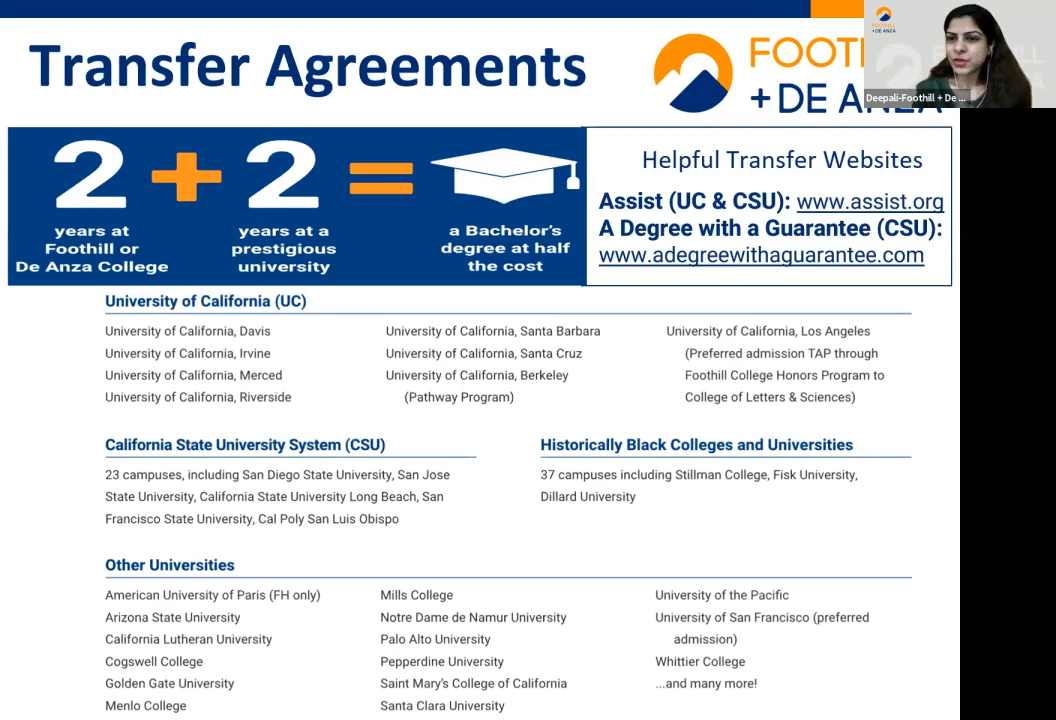 Transfer Agreements
FOOTH
+DE AN
FOOTHILL
+DE ANZA
Deepali-Foothill + De ...
2 + 2 =
years at
Foothill or
De Anza College
years at a
prestigious
university
a Bachelor's
degree at half
the cost
Helpful Transfer Websites
Assist (UC & CSU): www.assist.org
A Degree with a Guarantee (CSU):
www.adegreewithaguarantee.com
University of California (UC)
University of California, Davis
University of California, Irvine
University of California, Merced
University of California, Riverside
University of California, Santa Barbara
University of California, Santa Cruz
University of California, Berkeley
(Pathway Program)
University of California, Los Angeles
(Preferred admission TAP through
Foothill College Honors Program to
College of Letters & Sciences)
California State University System (CSU)
23 campuses, including San Diego State University, San Jose
State University, California State University Long Beach, San
Francisco State University, Cal Poly San Luis Obispo
Historically Black Colleges and Universities
37 campuses including Stillman College, Fisk University,
Dillard University
Other Universities
American University of Paris (FH only)
Arizona State University
California Lutheran University
Cogswell College
Golden Gate University
Menlo College
Mills College
Notre Dame de Namur University
Palo Alto University
Pepperdine University
Saint Mary's College of California
Santa Clara University
University of the Pacific
University of San Francisco (preferred
admission)
Whittier College
...and many more!